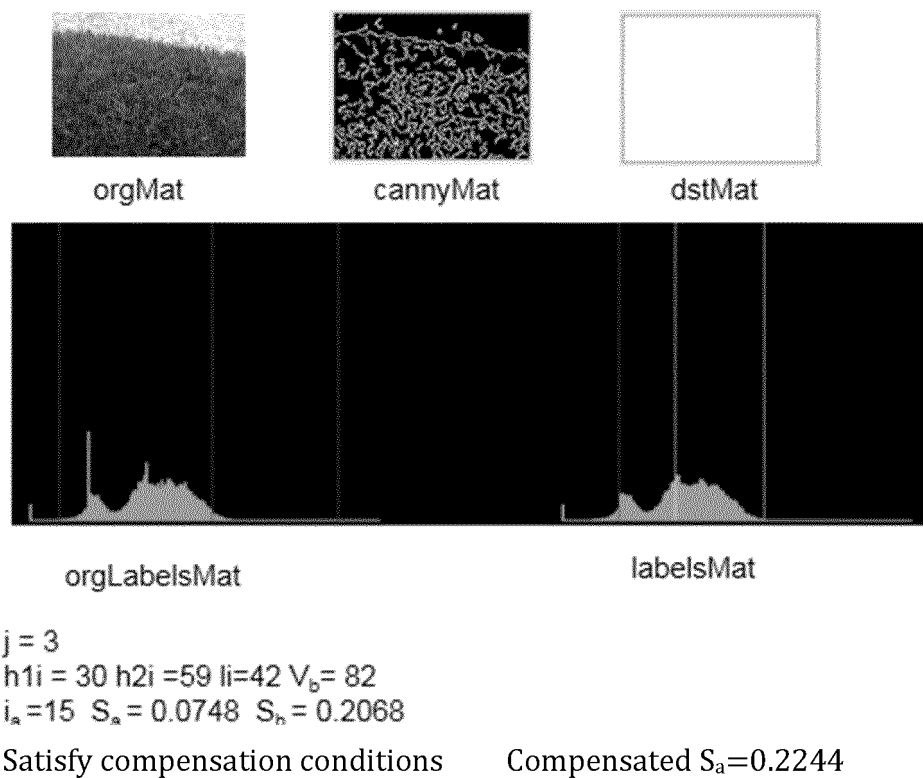 orgMat cannyMat dstMat
orgLabelsMat labelsMat
j = 3
h1i = 30 h2i =59 li=42 V_b= 82
i_a =15 S_a = 0.0748 S_b = 0.2068
Satisfy compensation conditions Compensated S_a=0.2244